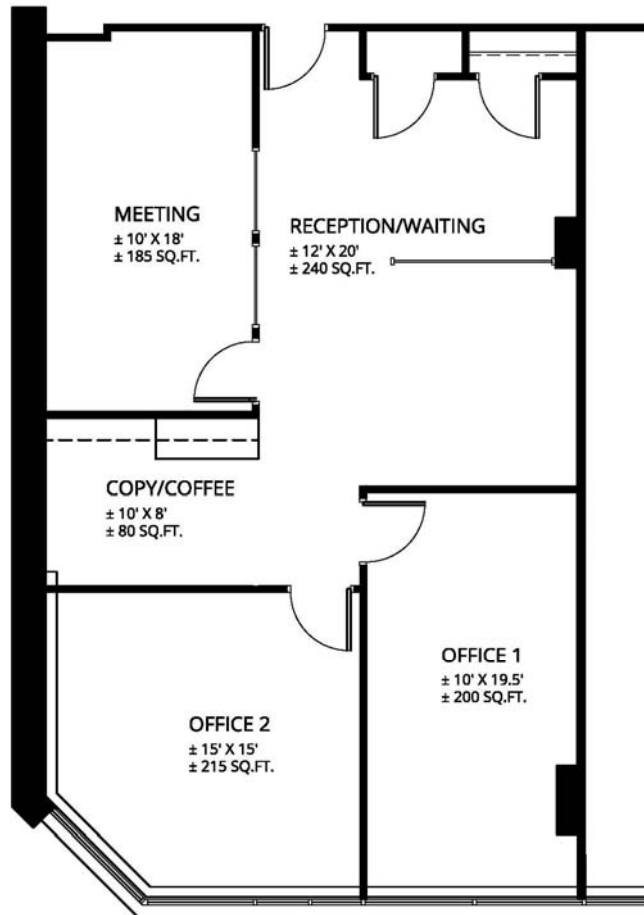 MEETING
± 10' X 18'
± 185 SQ.FT.
RECEPTION/WAITING
± 12' X 20'
± 240 SQ.FT.
COPY/COFFEE
± 10' X 8'
± 80 SQ.FT.
OFFICE 1
± 10' X 19.5'
± 200 SQ.FT.
OFFICE 2
± 15' X 15'
± 215 SQ.FT.